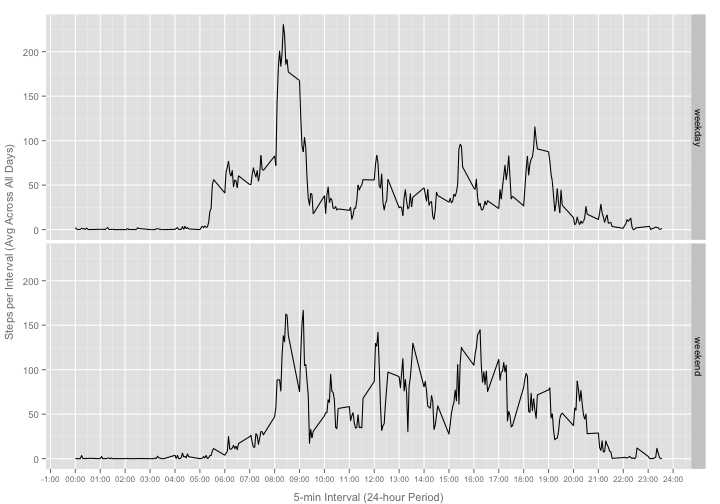 Steps per Interval (Avg Across All Days)
200
150
100
50
0
weekday
200
150
100
50
0
weekend
-1:00 00:00 01:00 02:00 03:00 04:00 05:00 06:00 07:00 08:00 09:00 10:00 11:00 12:00 13:00 14:00 15:00 16:00 17:00 18:00 19:00 20:00 21:00 22:00 23:00 24:00
5-min Interval (24-hour Period)